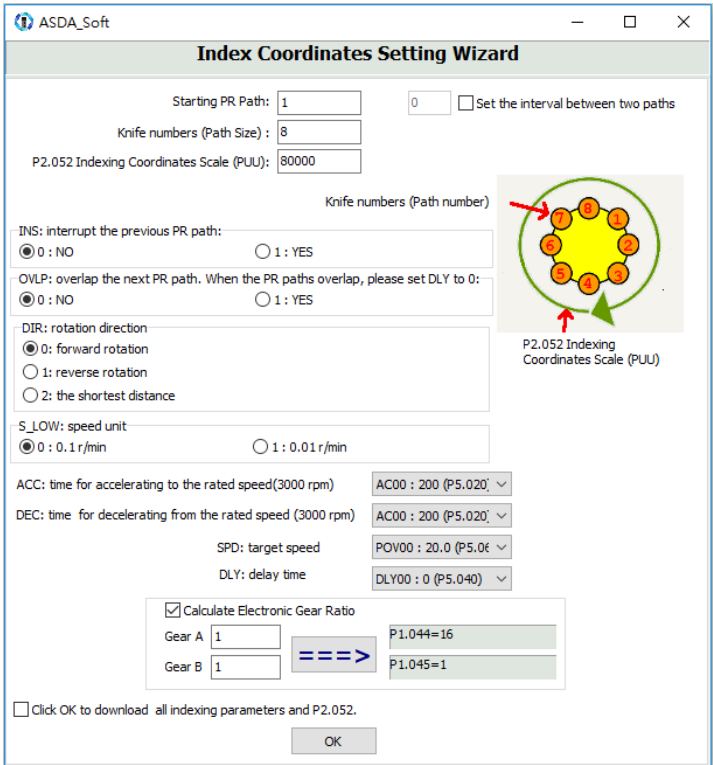 ASDA_Soft
Index Coordinates Setting Wizard
Starting PR Path: 1 0 Set the interval between two paths
Knife numbers (Path Size) : 8
P2.052 Indexing Coordinates Scale (PUU): 80000
Knife numbers (Path number)
8
7 1
6 2
5 3
4
P2.052 Indexing
Coordinates Scale (PUU)
INS: interrupt the previous PR path:
0 : NO 1 : YES
OVLP: overlap the next PR path. When the PR paths overlap, please set DLY to 0:
0 : NO 1 : YES
DIR: rotation direction
0: forward rotation
1: reverse rotation
2: the shortest distance
S_LOW: speed unit
0 : 0.1 r/min 1 : 0.01 r/min
ACC: time for accelerating to the rated speed(3000 rpm) AC00 : 200 (P5.020)
DEC: time for decelerating from the rated speed (3000 rpm) AC00 : 200 (P5.020)
SPD: target speed POV00 : 20.0 (P5.06
DLY: delay time DLY00 : 0 (P5.040)
Calculate Electronic Gear Ratio
Gear A 1 P1.044=16
===>
Gear B 1 P1.045=1
Click OK to download all indexing parameters and P2.052.
OK